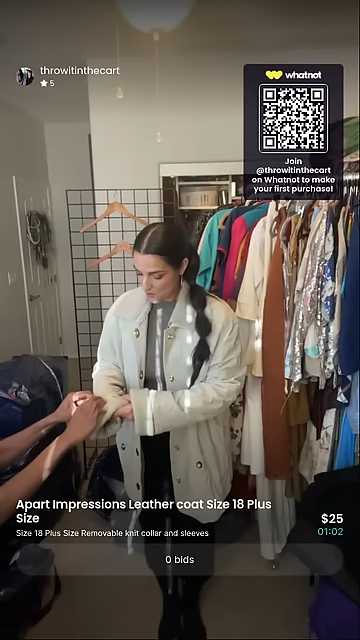 throwitinthecart
5
whatnot
Join
@throwitinthecart
on Whatnot to make
your first purchase!
Apart Impressions Leather coat Size 18 Plus
Size
$25
Size 18 Plus Size Removable knit collar and sleeves
01:02
0 bids